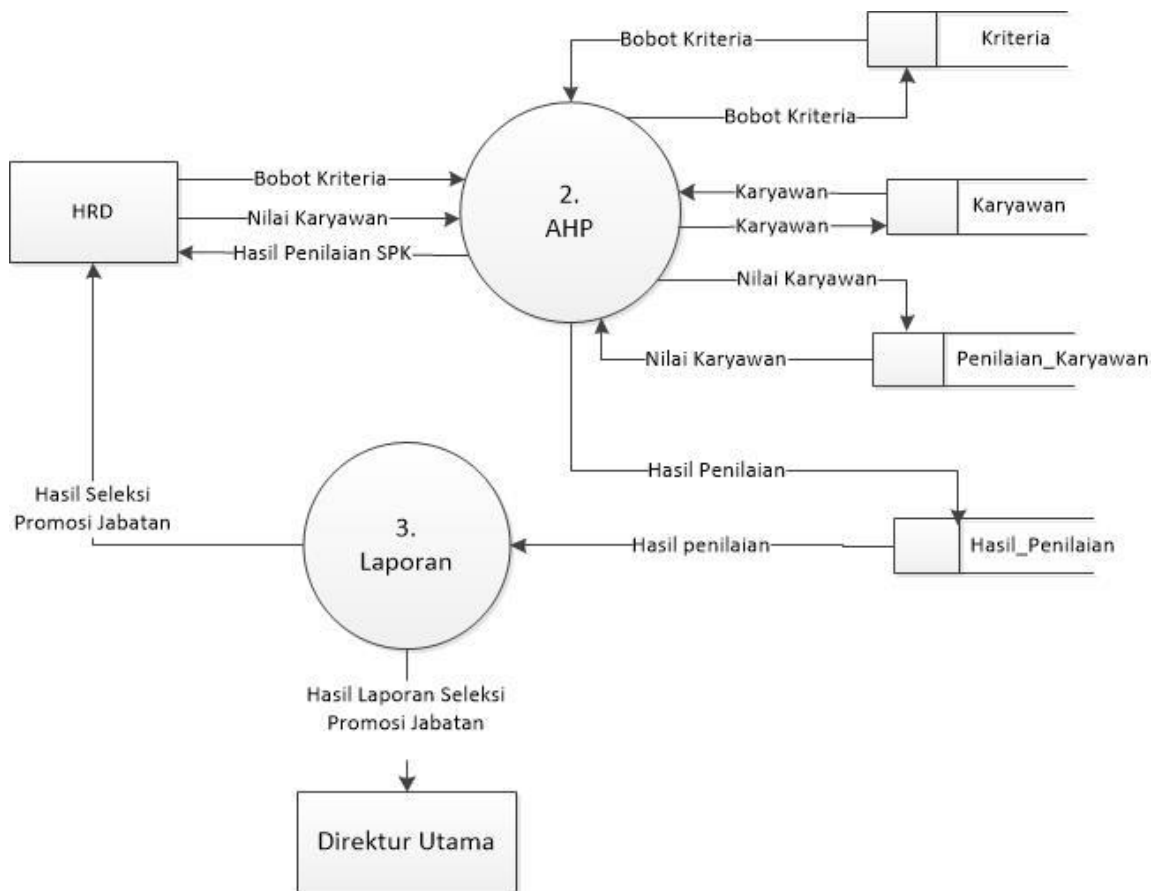 Bobot Kriteria
Kriteria
Bobot Kriteria
HRD
Bobot Kriteria
Nilai Karyawan
Hasil Penilaian SPK
2.
AHP
Karyawan
Karyawan
Karyawan
Nilai Karyawan
Nilai Karyawan
Penilaian_Karyawan
Hasil Penilaian
Hasil Seleksi
Promosi Jabatan
3.
Laporan
Hasil penilaian
Hasil_Penilaian
Hasil Laporan Seleksi
Promosi Jabatan
Direktur Utama